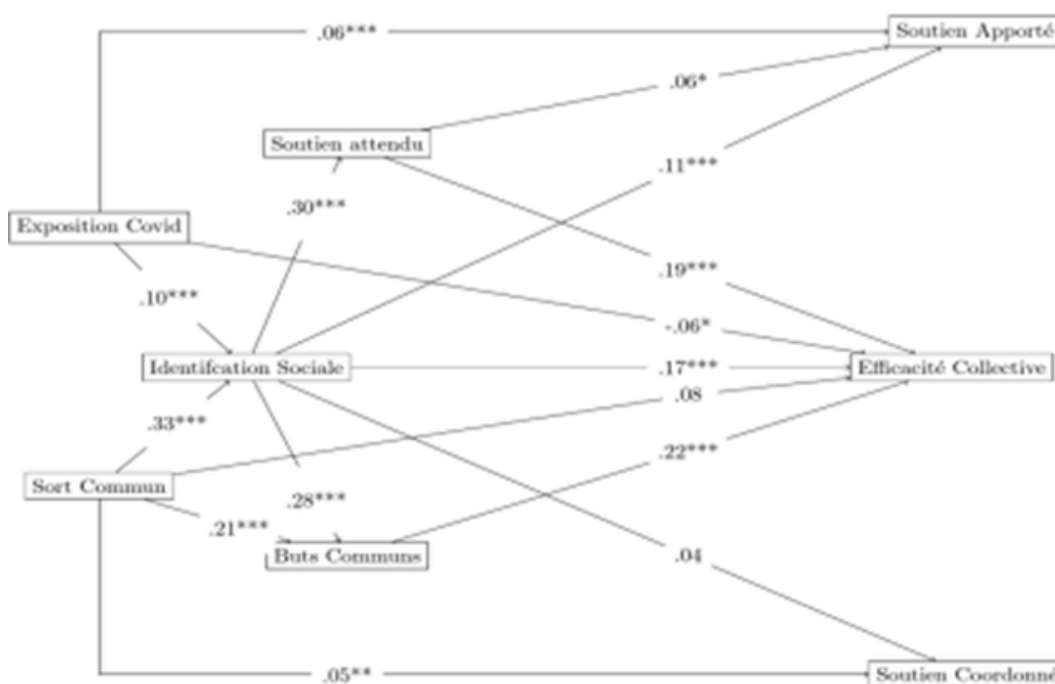 .06***
Soutien Apporté
.06*
Soutien attendu
.11***
.30***
Exposition Covid
.19***
.10***
-.06*
Identifcation Sociale
.17***
Efficacité Collective
.08
.33***
.22***
Sort Commun
.28***
.21***
Buts Communs
.04
.05**
Soutien Coordonné